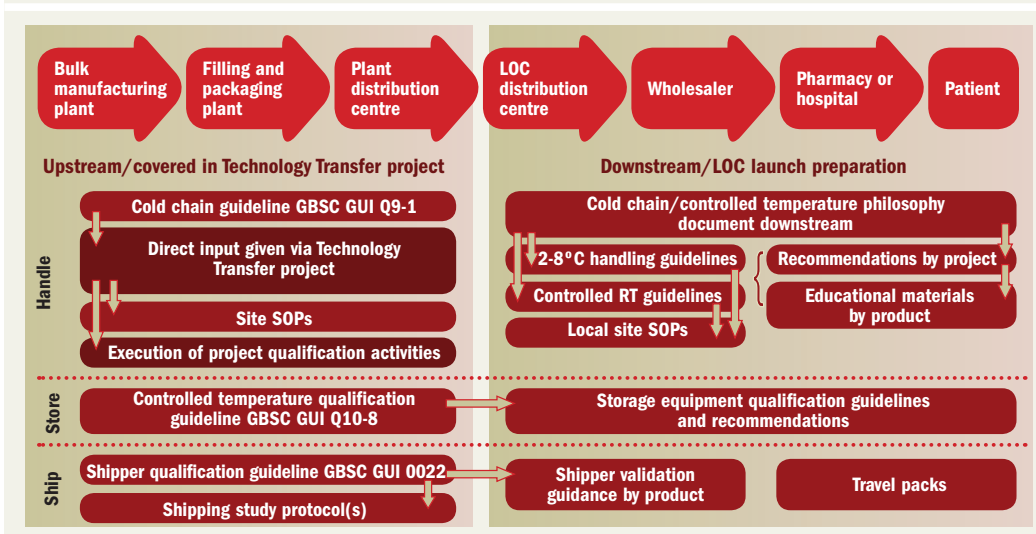 Bulk
manufacturing
plant
Filling and
packaging
plant
Plant
distribution
centre
LOC
distribution
centre
Wholesaler
Pharmacy or
hospital
Patient
Upstream/covered in Technology Transfer project
Downstream/LOC launch preparation
Handle
Cold chain guideline GBSC GUI Q9-1
Direct input given via Technology
Transfer project
Site SOPs
Execution of project qualification activities
Cold chain/controlled temperature philosophy
document downstream
2-8°C handling guidelines
Controlled RT guidelines
Local site SOPs
Recommendations by project
Educational materials
by product
Store
Controlled temperature qualification
guideline GBSC GUI Q10-8
Storage equipment qualification guidelines
and recommendations
Ship
Shipper qualification guideline GBSC GUI 0022
Shipping study protocol(s)
Shipper validation
guidance by product
Travel packs